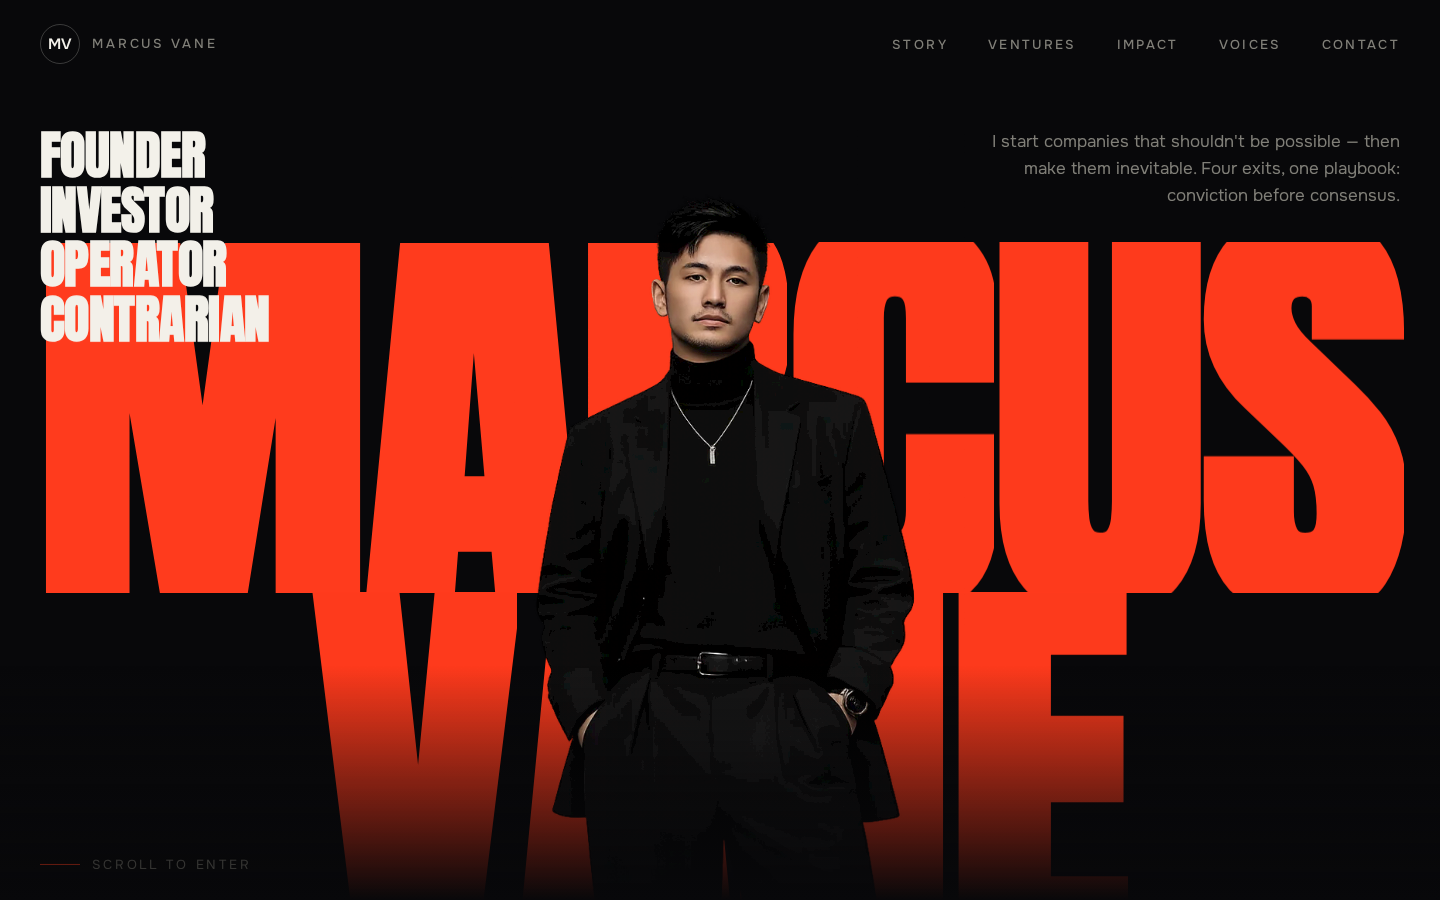 MV MARCUS VANE
STORY VENTURES IMPACT VOICES CONTACT
FOUNDER
INVESTOR
OPERATOR
CONTRARIAN
I start companies that shouldn't be possible — then
make them inevitable. Four exits, one playbook:
conviction before consensus.
MARCUS
VANE
SCROLL TO ENTER